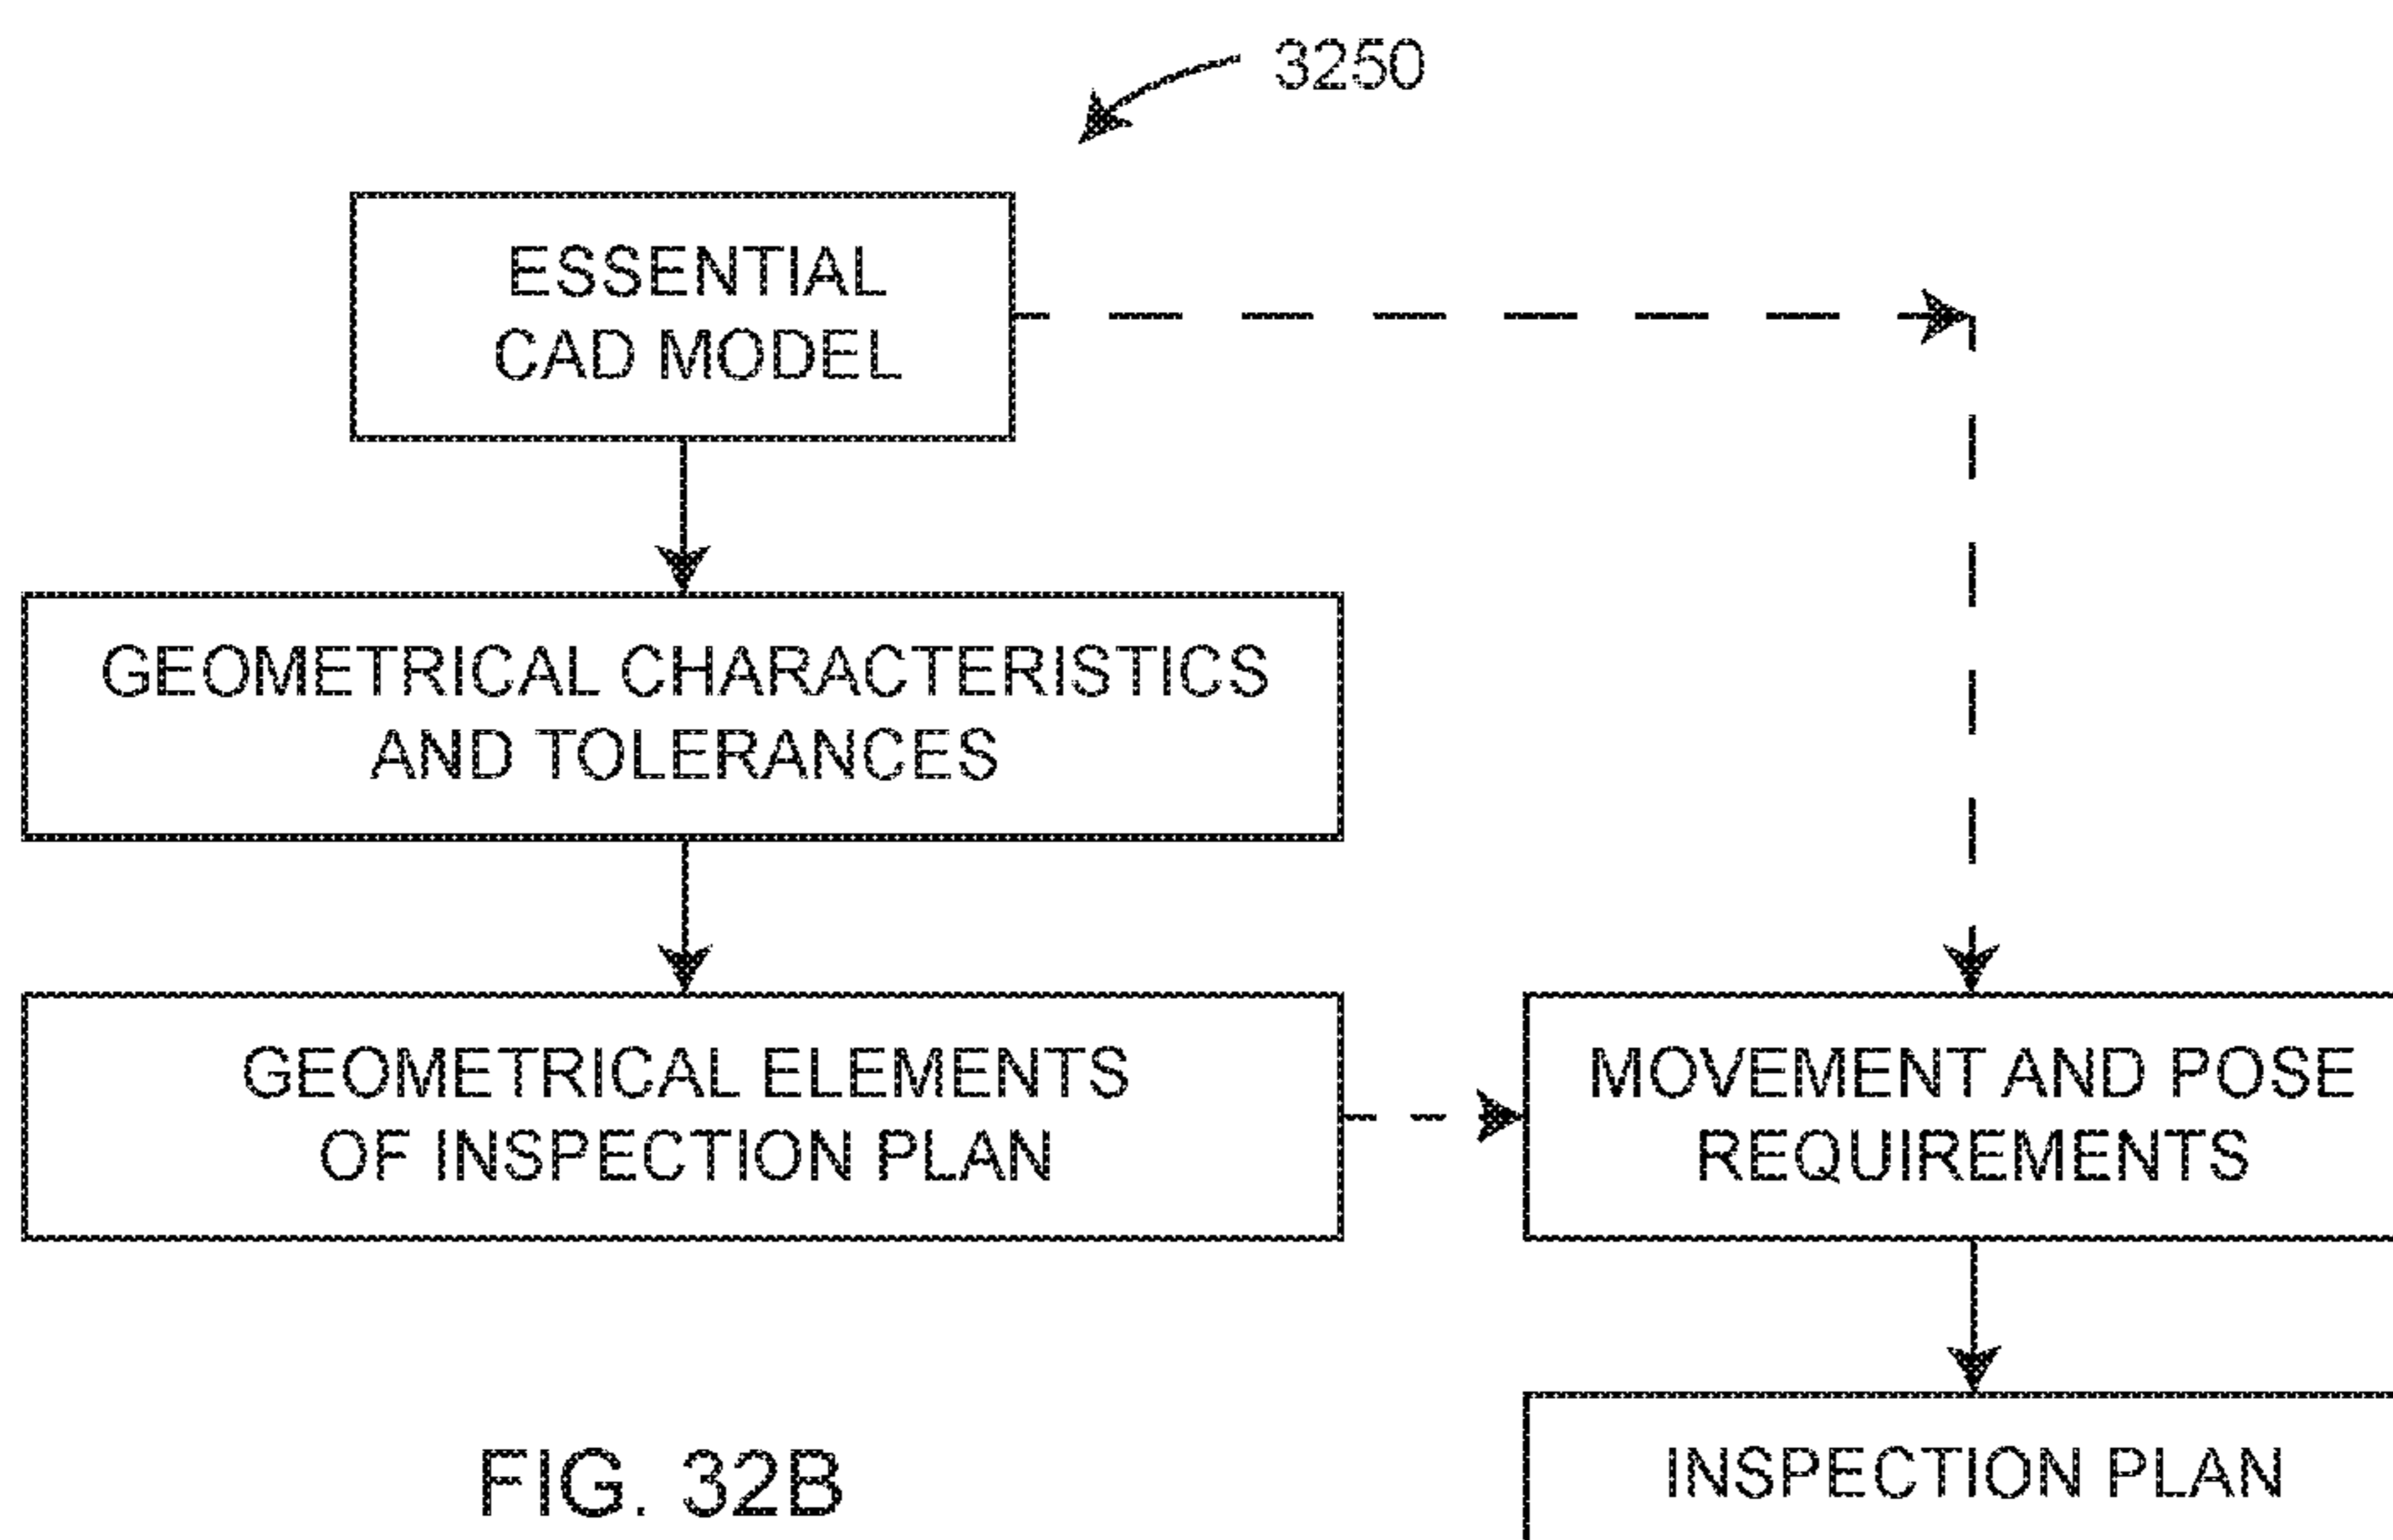 3250
ESSENTIAL
CAD MODEL
GEOMETRICAL CHARACTERISTICS
AND TOLERANCES
GEOMETRICAL ELEMENTS
OF INSPECTION PLAN
MOVEMENT AND POSE
REQUIREMENTS
INSPECTION PLAN
FIG. 32B